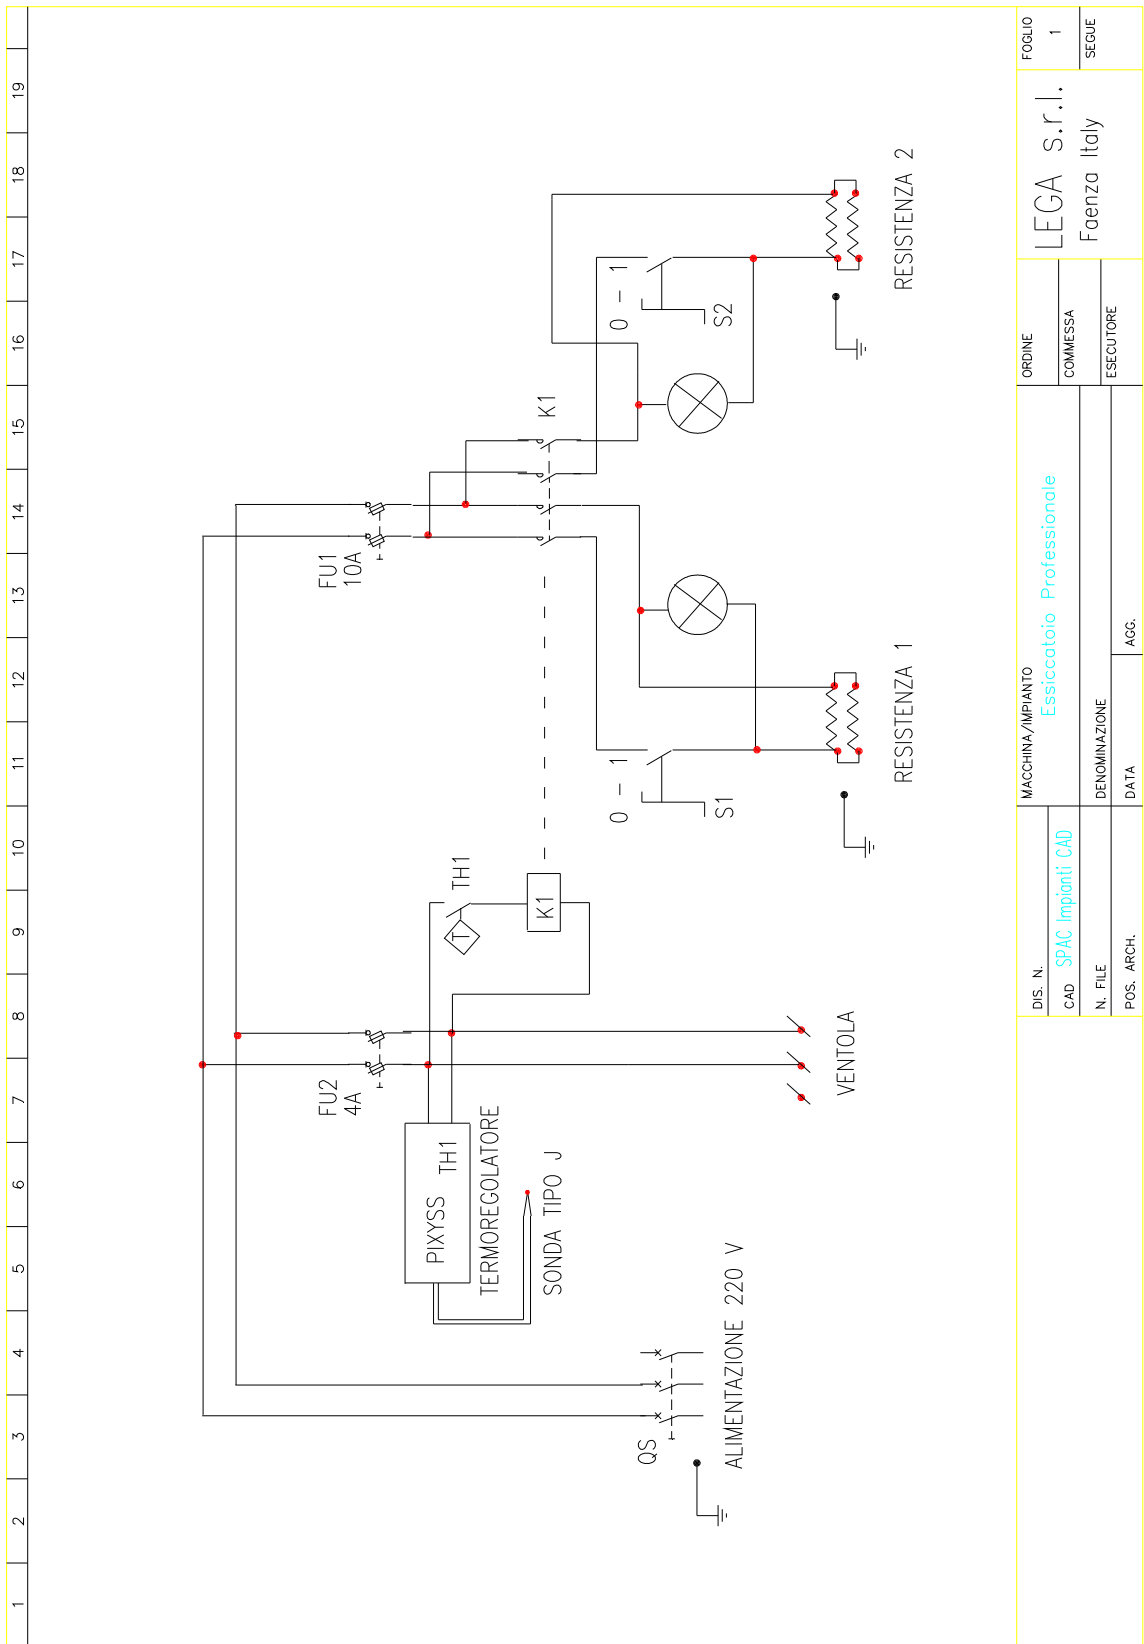 1 2 3 4 5 6 7 8 9 10 11 12 13 14 15 16 17 18 19
FU2
4A
FU1
10A
PIXYSS
TH1
TERMOREGOLATORE
SONDA TIPO J
T
TH1
K1
K1
QS
ALIMENTAZIONE 220 V
VENTOLA
0 - 1
S1
RESISTENZA 1
0 - 1
S2
RESISTENZA 2
DIS. N.
CAD SPAC Impianti CAD
N. FILE
POS. ARCH.
MACCHINA/IMPIANTO
Essiccatoio Professionale
DENOMINAZIONE
DATA
AGG.
ORDINE
COMMESSA
ESECUTORE
LEGA s.r.l.
Faenza Italy
FOGLIO
1
SEGUE